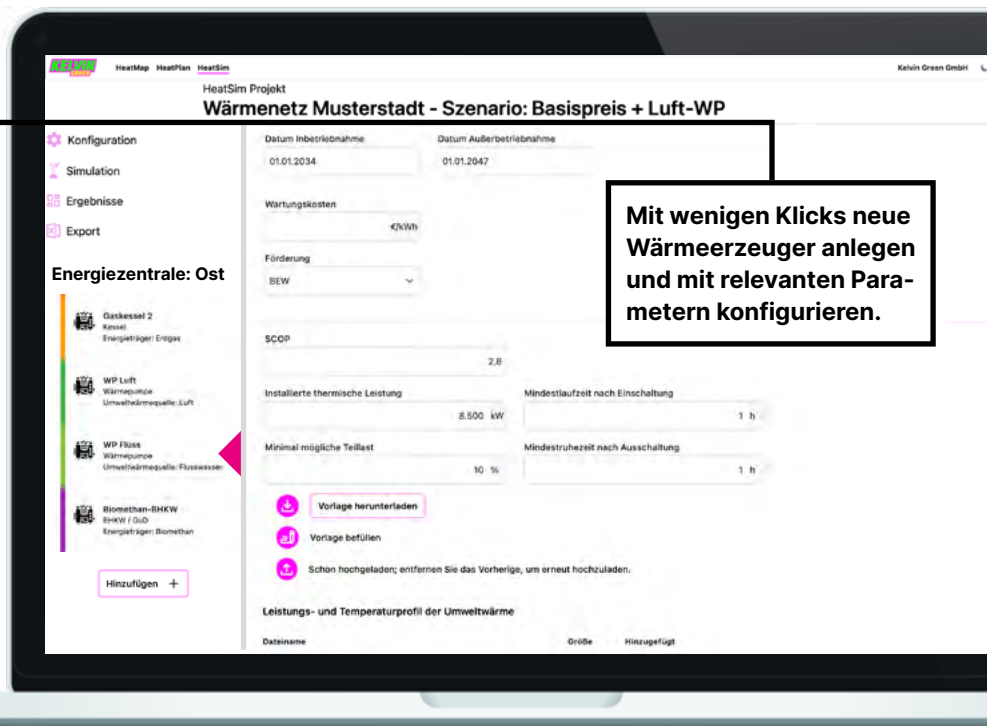 KELVIN
GREEN
HeatMap HeatPlan HeatSim
Kelvin Green GmbH
HeatSim Projekt
Wärmenetz Musterstadt - Szenario: Basispreis + Luft-WP
Konfiguration
Simulation
Ergebnisse
Export
Energiezentrale: Ost
Gaskessel 2
Kessel
Energieträger: Erdgas
WP Luft
Wärmepumpe
Umweltwärmequelle: Luft
WP Fluss
Wärmepumpe
Umweltwärmequelle: Flusswasser
Biomethan-BHKW
BHKW / GuD
Energieträger: Biomethan
Hinzufügen +
Datum Inbetriebnahme Datum Außerbetriebnahme
01.01.2034 01.01.2047
Wartungskosten
€/kWh
Förderung
BEW
SCOP
2,8
Installierte thermische Leistung Mindestlaufzeit nach Einschaltung
8.500 kW 1 h
Minimal mögliche Teillast Mindestruhezeit nach Ausschaltung
10 % 1 h
Vorlage herunterladen
Vorlage befüllen
Schon hochgeladen; entfernen Sie das Vorherige, um erneut hochzuladen.
Leistungs- und Temperaturprofil der Umweltwärme
Dateiname Größe Hinzugefügt
Mit wenigen Klicks neue
Wärmeerzeuger anlegen
und mit relevanten Para-
metern konfigurieren.